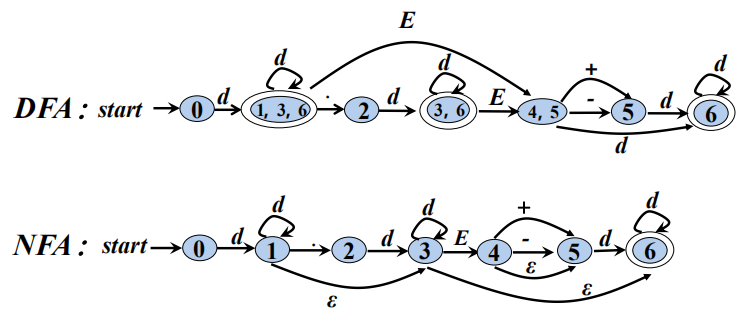 E
d d + d
DFA: start 0 d 1, 3, 6 . 2 d 3, 6 E 4, 5 - 5 d 6
d
d d + d
NFA: start 0 d 1 . 2 d 3 E 4 - 5 d 6
ε
ε ε